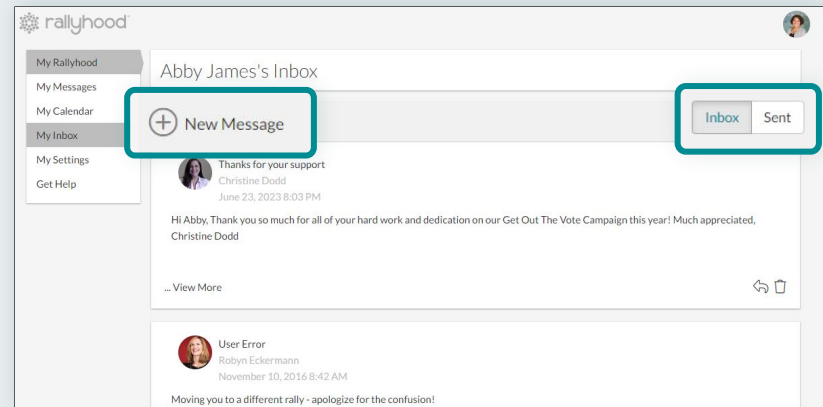 rallyhood
My Rallyhood
My Messages
My Calendar
My Inbox
My Settings
Get Help
Abby James's Inbox
New Message
Inbox Sent
Thanks for your support
Christine Dodd
June 23, 2023 8:03 PM
Hi Abby, Thank you so much for all of your hard work and dedication on our Get Out The Vote Campaign this year! Much appreciated,
Christine Dodd
... View More
User Error
Robyn Eckermann
November 10, 2016 8:42 AM
Moving you to a different rally - apologize for the confusion!